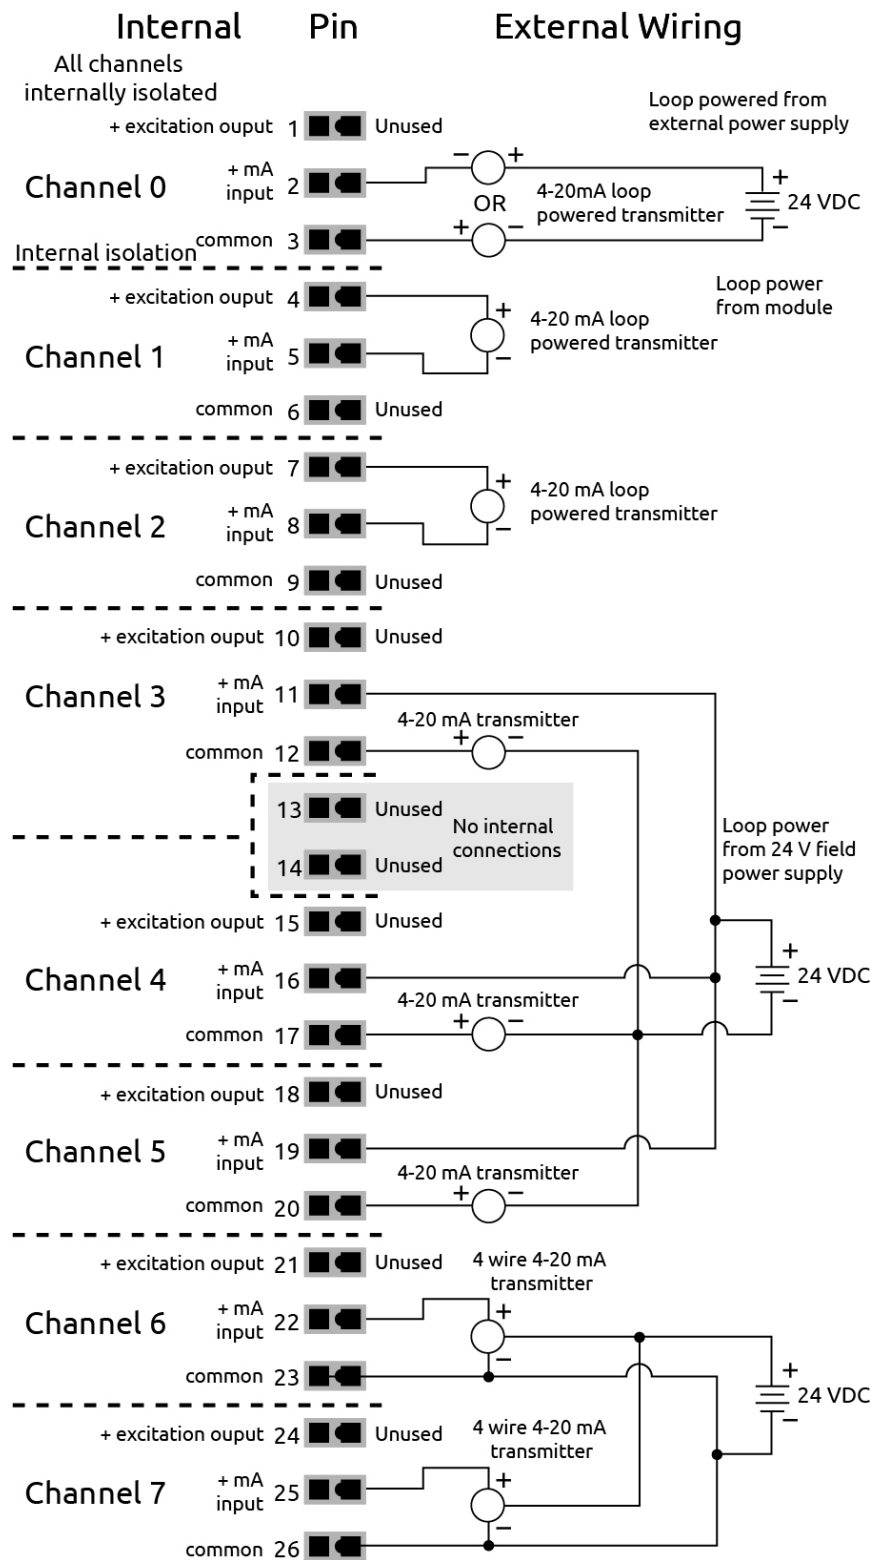 Internal Pin External Wiring
All channels
internally isolated
Loop powered from
external power supply
+ excitation ouput 1 Unused
− +
Channel 0 + mA
input 2
OR
4-20mA loop
powered transmitter
+
24 VDC
−
common 3
+ −
Internal isolation
Loop power
from module
+ excitation ouput 4
+
Channel 1 + mA
input 5
4-20 mA loop
powered transmitter
−
common 6 Unused
+ excitation ouput 7
+
Channel 2 + mA
input 8
4-20 mA loop
powered transmitter
−
common 9 Unused
+ excitation ouput 10 Unused
Channel 3 + mA
input 11
4-20 mA transmitter
+ −
common 12
13 Unused
No internal
connections
14 Unused
Loop power
from 24 V field
power supply
+ excitation ouput 15 Unused
+
24 VDC
−
Channel 4 + mA
input 16
4-20 mA transmitter
+ −
common 17
+ excitation ouput 18 Unused
Channel 5 + mA
input 19
4-20 mA transmitter
+ −
common 20
+ excitation ouput 21 Unused
4 wire 4-20 mA
transmitter
Channel 6 + mA
input 22
+
−
common 23
+
24 VDC
−
+ excitation ouput 24 Unused
4 wire 4-20 mA
transmitter
Channel 7 + mA
input 25
+
−
common 26